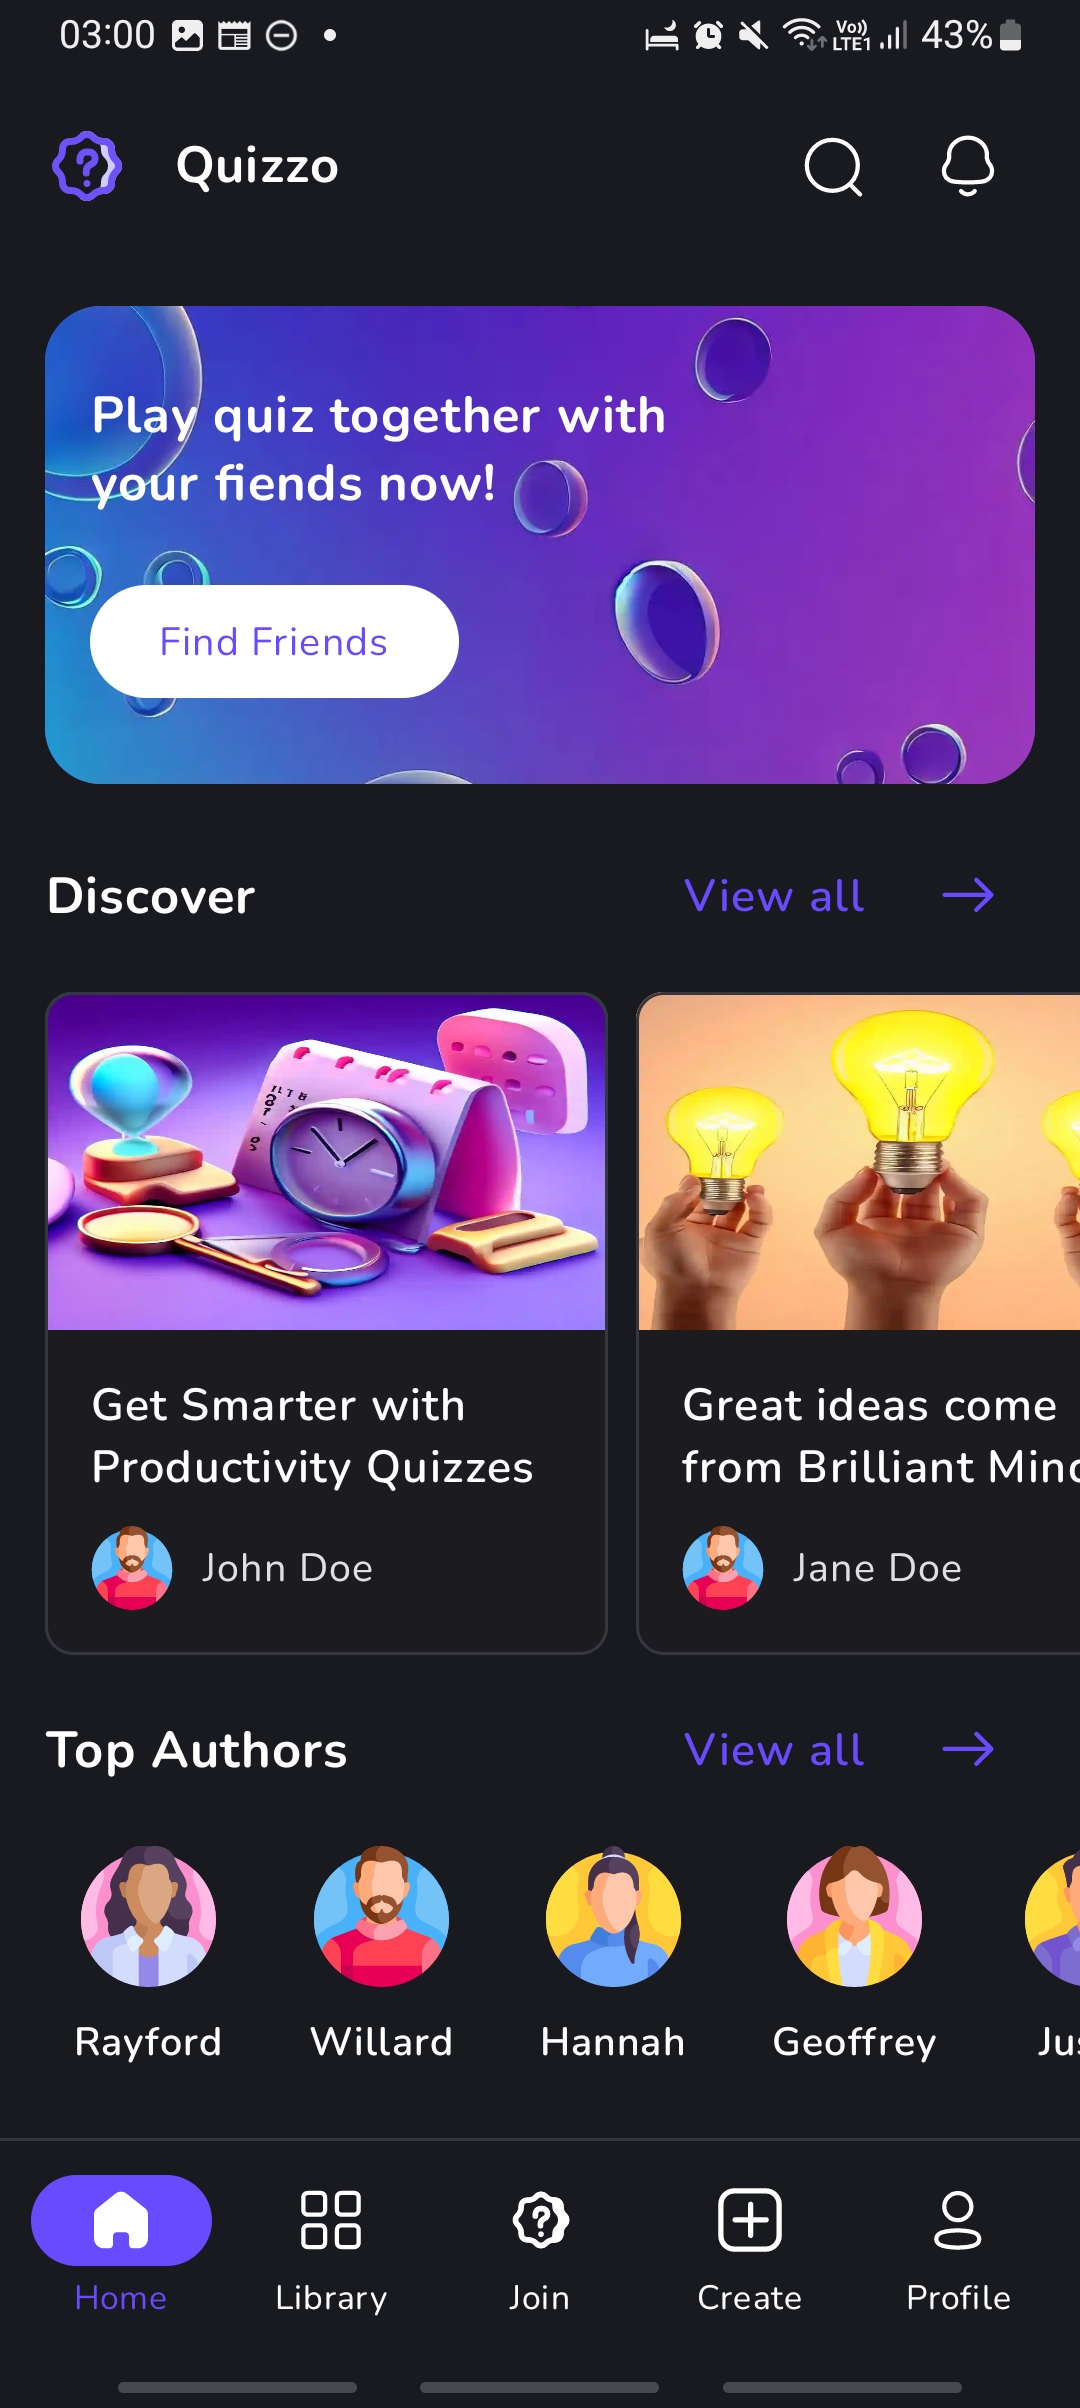 03:00
Vo))
LTE1
43%
Quizzo
Play quiz together with
your fiends now!
Find Friends
Discover
View all
Get Smarter with
Productivity Quizzes
John Doe
Great ideas come
from Brilliant
Jane Doe
Top Authors
View all
Rayford
Willard
Hannah
Geoffrey
Home
Library
Join
Create
Profile